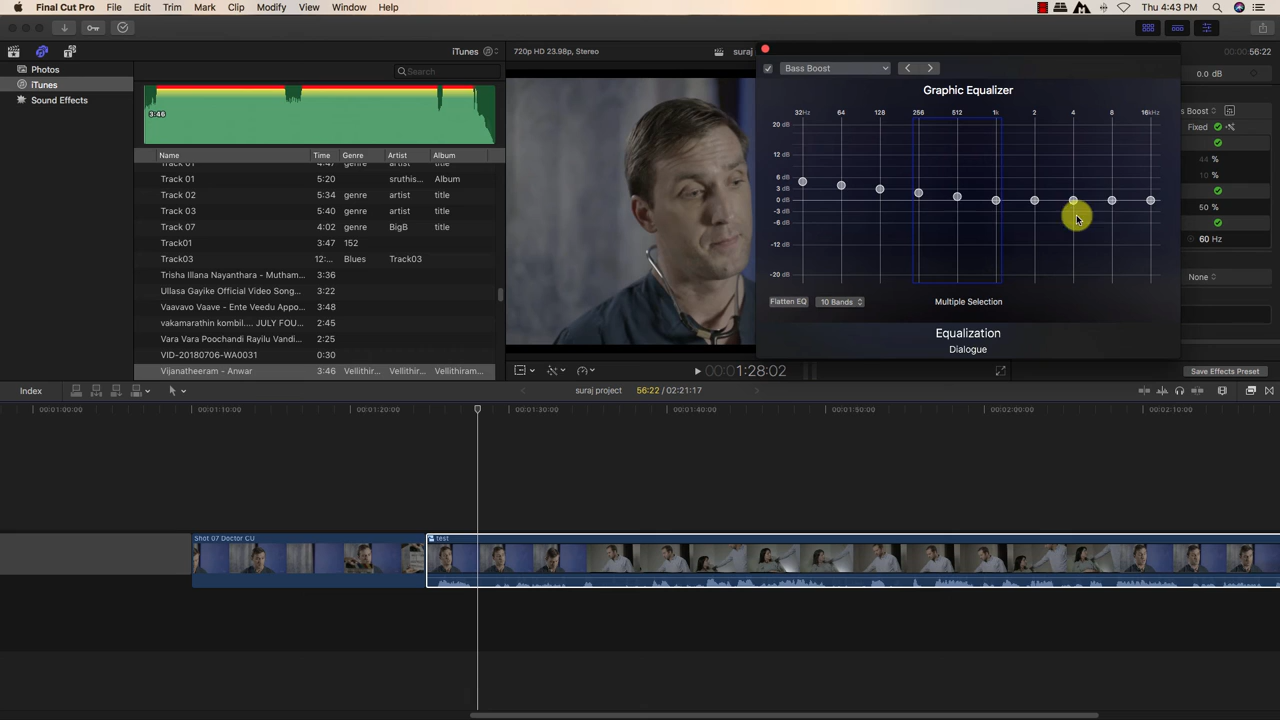 Final Cut Pro File Edit Trim Mark Clip Modify View Window Help Thu 4:43 PM
iTunes
720p HD 23.98p, Stereo
suraj
56:22
Photos
iTunes
Sound Effects
Search
3:46
Name Time Genre Artist Album
Track 01 4:47 genre artist title
Track 01 5:20 sruthis... Album
Track 02 5:34 genre artist title
Track 03 5:40 genre artist title
Track 07 4:02 genre BigB title
Track01 3:47 152
Track03 12:... Blues Track03
Trisha Illana Nayanthara - Mutham... 3:36
Ullasa Gayike Official Video Song... 3:22
Vaavavo Vaave - Ente Veedu Appo... 3:48
vakamarathin kombil.... JULY FOU... 2:45
Vara Vara Poochandi Rayilu Vandi... 3:38
VID-20180706-WA0031 0:30
Vijanatheeram - Anwar 3:46 Vellithir... Vellithir... Vellithir...
Bass Boost
Graphic Equalizer
32Hz 64 128 256 512 1k 2 4 8 16kHz
20 dB
12 dB
6 dB
3 dB
0 dB
-3 dB
-6 dB
-12 dB
-20 dB
Flatten EQ 10 Bands Multiple Selection
Equalization
Dialogue
0.0 dB
Boost
Fixed
44 %
10 %
50 %
60 Hz
None
00:00:01:28:02
Save Effects Preset
Index
suraj project 56:22 / 02:21:17
00:01:00:00 00:01:10:00 00:01:20:00 00:01:30:00 00:01:40:00 00:01:50:00 00:02:00:00 00:02:10:00
Shot 07 Doctor CU
test